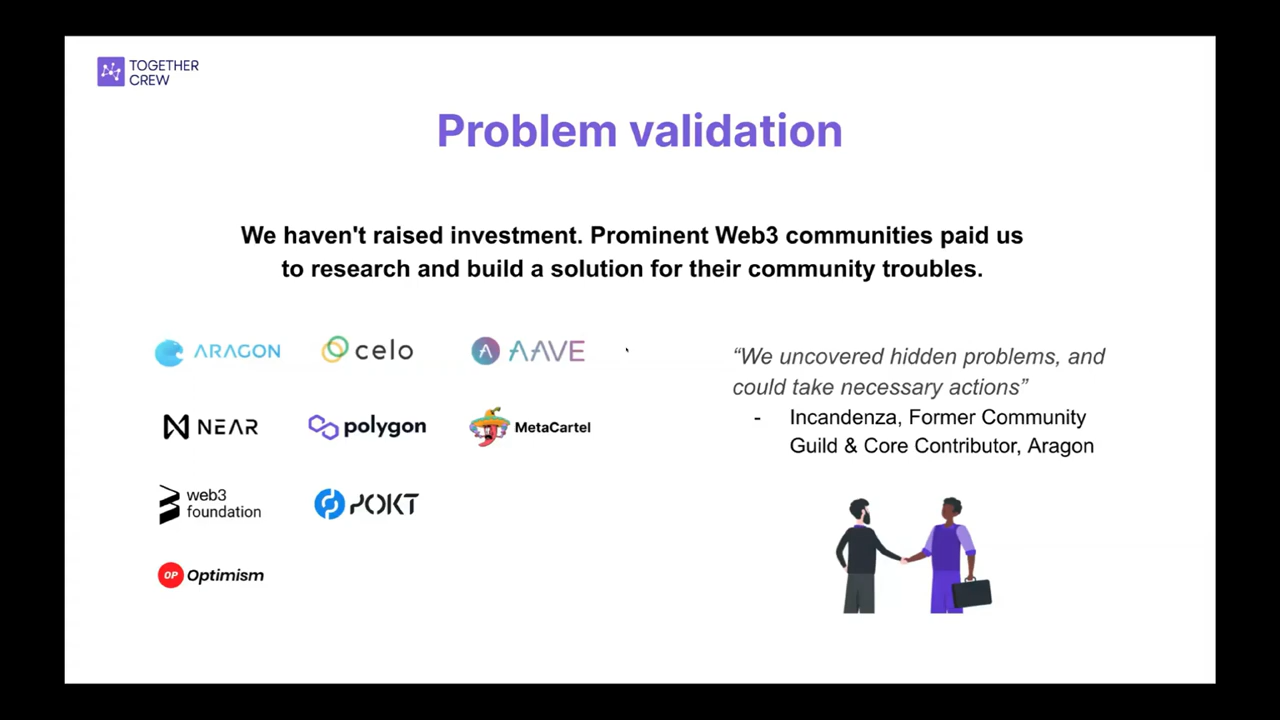 TOGETHER
CREW
Problem validation
We haven't raised investment. Prominent Web3 communities paid us
to research and build a solution for their community troubles.
ARAGON
celo
AAVE
NEAR
polygon
MetaCartel
web3
foundation
POKT
OP Optimism
“We uncovered hidden problems, and
could take necessary actions”
- Incandenza, Former Community
Guild & Core Contributor, Aragon